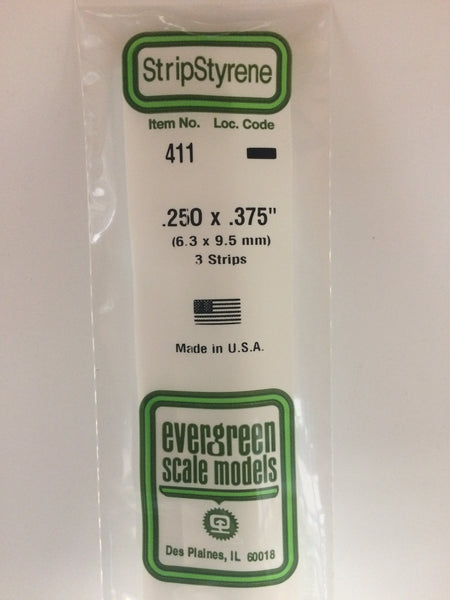 StripStyrene
Item No. Loc. Code
411
.250 x .375"
(6.3 x 9.5 mm)
3 Strips
Made in U.S.A.
evergreen
scale models
Des Plaines, IL 60018